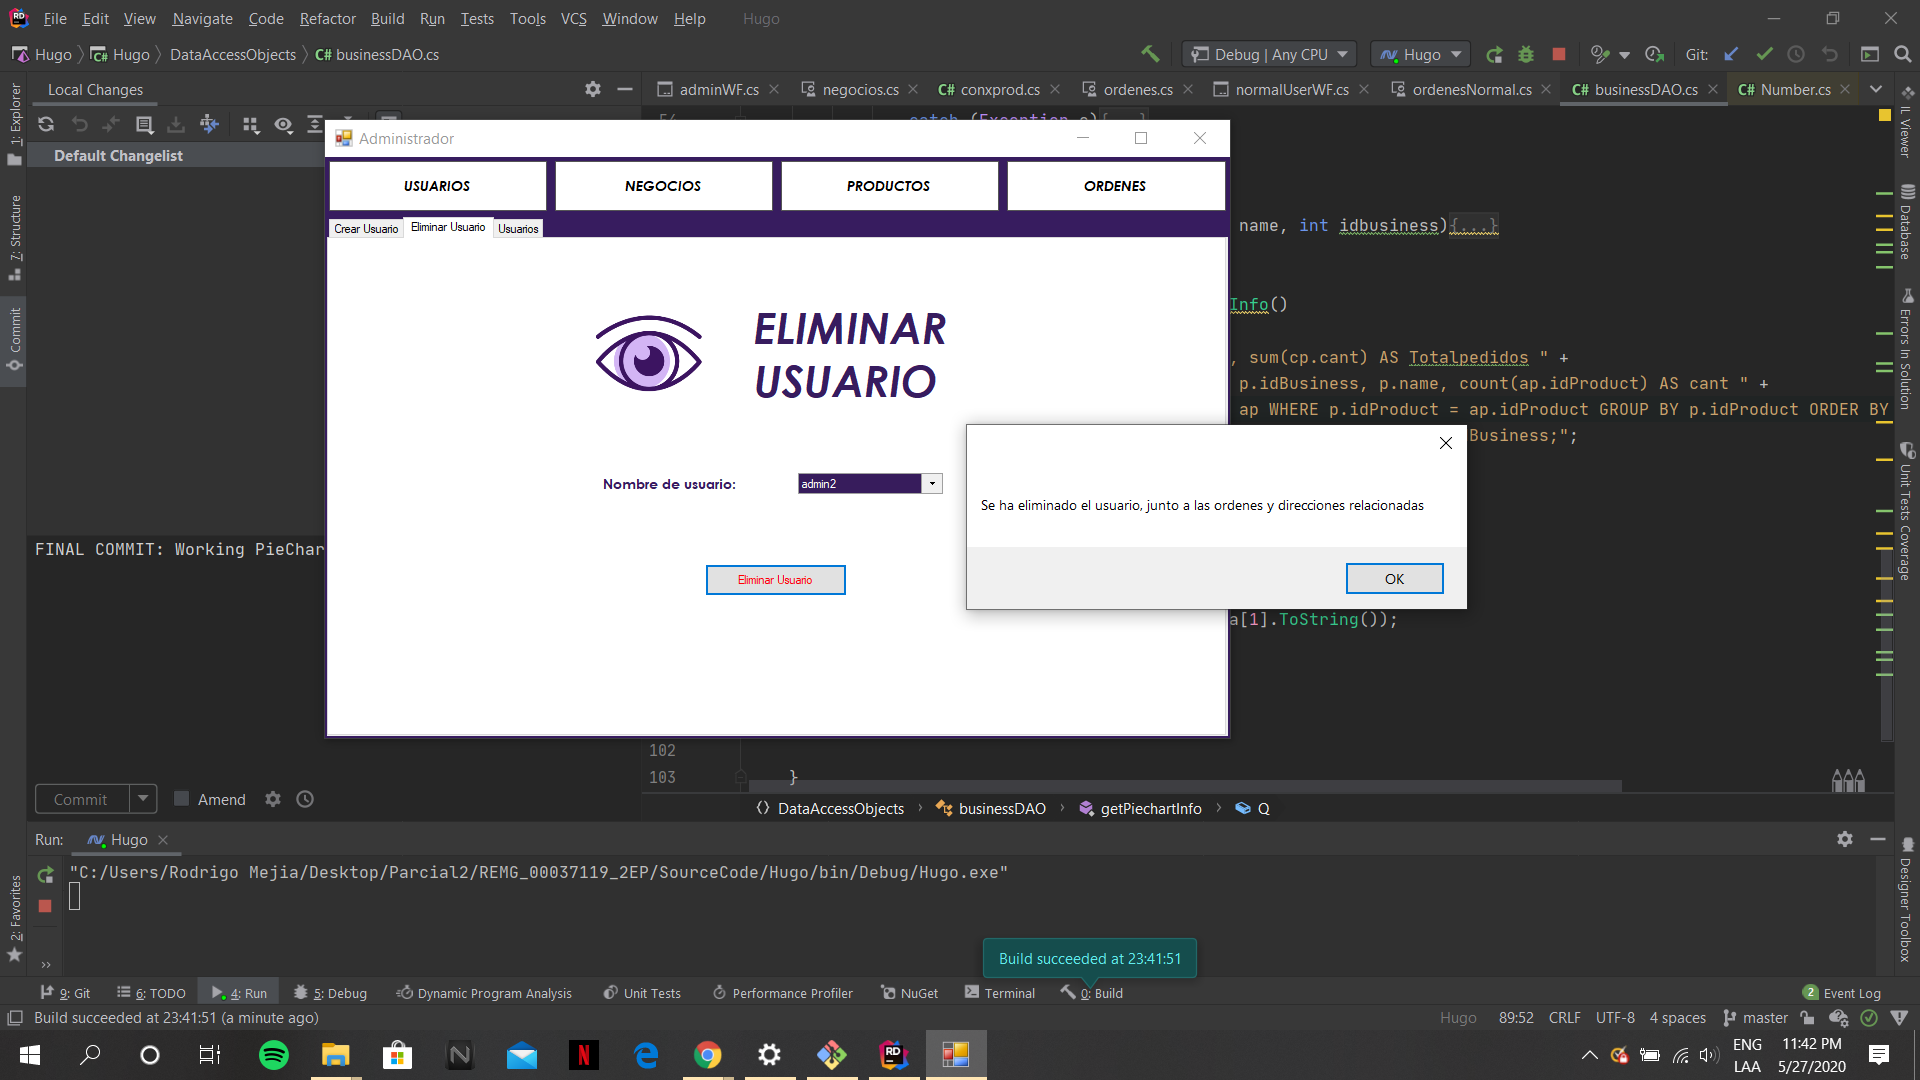 File Edit View Navigate Code Refactor Build Run Tests Tools VCS Window Help Hugo
Hugo Hugo DataAccessObjects C# businessDAO.cs Debug | Any CPU Hugo Git:
Local Changes
adminWF.cs negocios.cs C# conxprod.cs ordenes.cs normalUserWF.cs ordenesNormal.cs C# businessDAO.cs C# Number.cs
Default Changelist
Administrador
USUARIOS NEGOCIOS PRODUCTOS ORDENES
Crear Usuario Eliminar Usuario Usuarios
ELIMINAR
USUARIO
Nombre de usuario: admin2
Eliminar Usuario
Se ha eliminado el usuario, junto a las ordenes y direcciones relacionadas
OK
name, int idbusiness){...}
Info()
, sum(cp.cant) AS Totalpedidos " +
p.idBusiness, p.name, count(ap.idProduct) AS cant " +
ap WHERE p.idProduct = ap.idProduct GROUP BY p.idProduct ORDER BY
Business;";
a[1].ToString());
102
103 }
FINAL COMMIT: Working PieChar
Commit Amend
DataAccessObjects businessDAO getPiechartInfo Q
Run: Hugo
"C:/Users/Rodrigo Mejia/Desktop/Parcial2/REMG_00037119_2EP/SourceCode/Hugo/bin/Debug/Hugo.exe"
Build succeeded at 23:41:51
9: Git 6: TODO 4: Run 5: Debug Dynamic Program Analysis Unit Tests Performance Profiler NuGet Terminal 0: Build 2 Event Log
Build succeeded at 23:41:51 (a minute ago) Hugo 89:52 CRLF UTF-8 4 spaces master
1: Explorer
7: Structure
Commit
2: Favorites
IL Viewer
Database
Errors In Solution
Unit Tests Coverage
Designer Toolbox
ENG
LAA
11:42 PM
5/27/2020